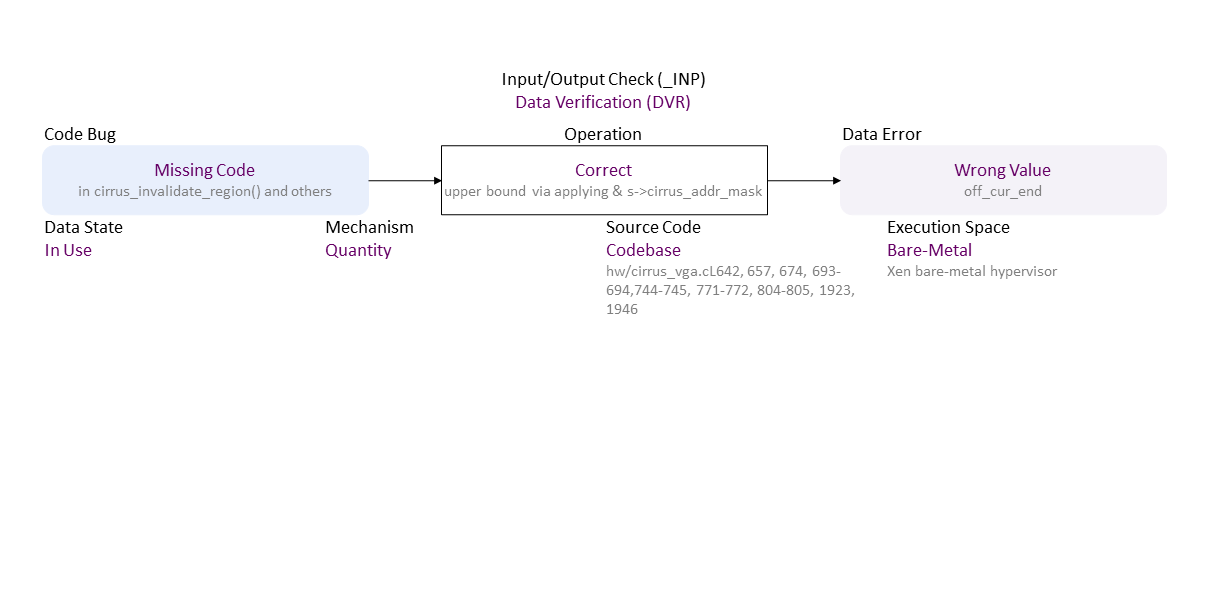 Input/Output Check (_INP)
Data Verification (DVR)
Code Bug
Operation
Data Error
Missing Code
in cirrus_invalidate_region() and others
Correct
upper bound via applying & s->cirrus_addr_mask
Wrong Value
off_cur_end
Data State
In Use
Mechanism
Quantity
Source Code
Codebase
hw/cirrus_vga.cL642, 657, 674, 693-
694,744-745, 771-772, 804-805, 1923,
1946
Execution Space
Bare-Metal
Xen bare-metal hypervisor